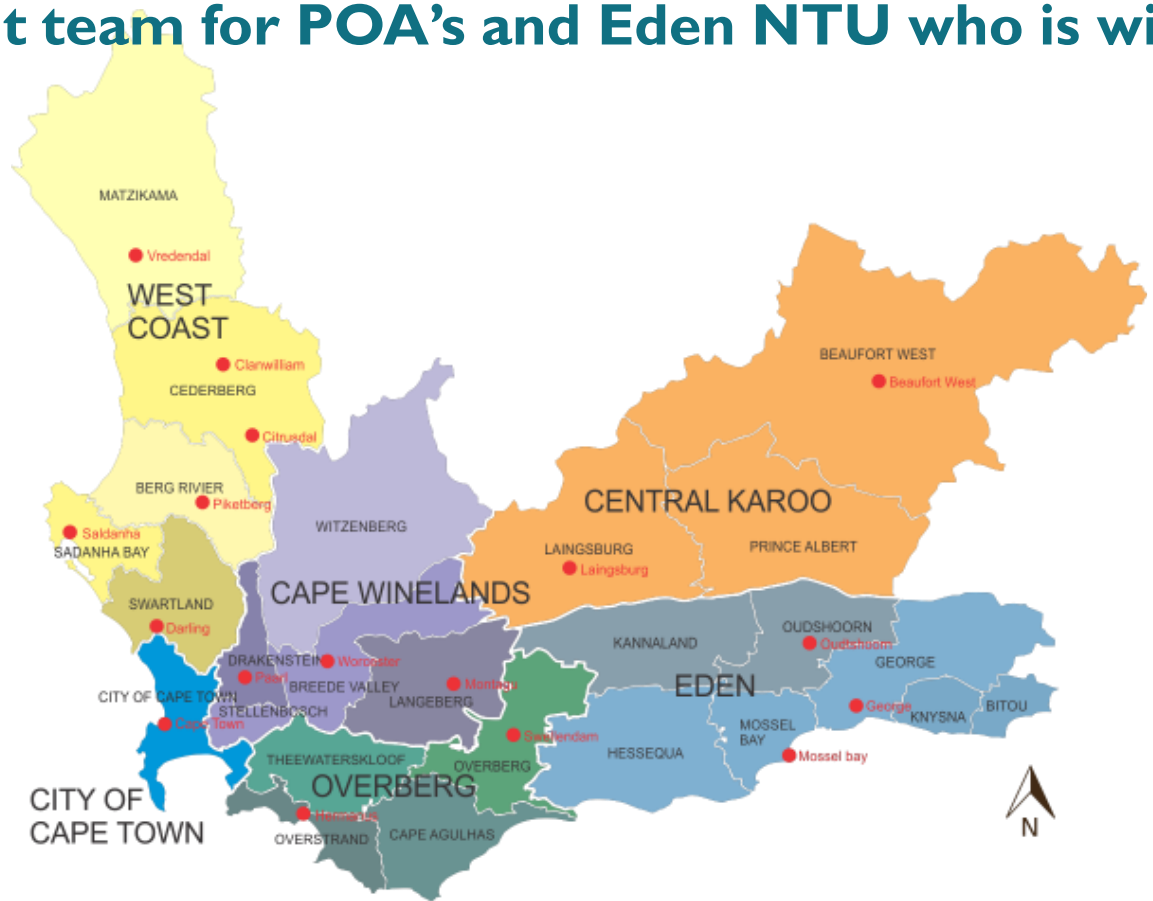 t team for POA’s and Eden NTU who is wi
MATZIKAMA
Vredendal
WEST
COAST
Clanwilliam
CEDERBERG
Citrusdal
BERG RIVIER
Piketberg
Saldanha
SADANHA BAY
SWARTLAND
Darling
WITZENBERG
CAPE WINELANDS
BEAUFORT WEST
Beaufort West
CENTRAL KAROO
LAINGSBURG
Laingsburg
PRINCE ALBERT
DRAKENSTEIN
Worcester
Paarl
BREEDE VALLEY
Montagu
LANGEBERG
STELLENBOSCH
CITY OF CAPE TOWN
Cape Town
KANNALAND
OUDSHOORN
Oudtshoorn
GEORGE
EDEN
George
KNYSNA
BITOU
MOSSEL
BAY
Mossel bay
HESSEQUA
Swellendam
THEEWATERSKLOOF
OVERBERG
OVERBERG
Hermanus
OVERSTRAND
CAPE AGULHAS
CITY OF
CAPE TOWN
N